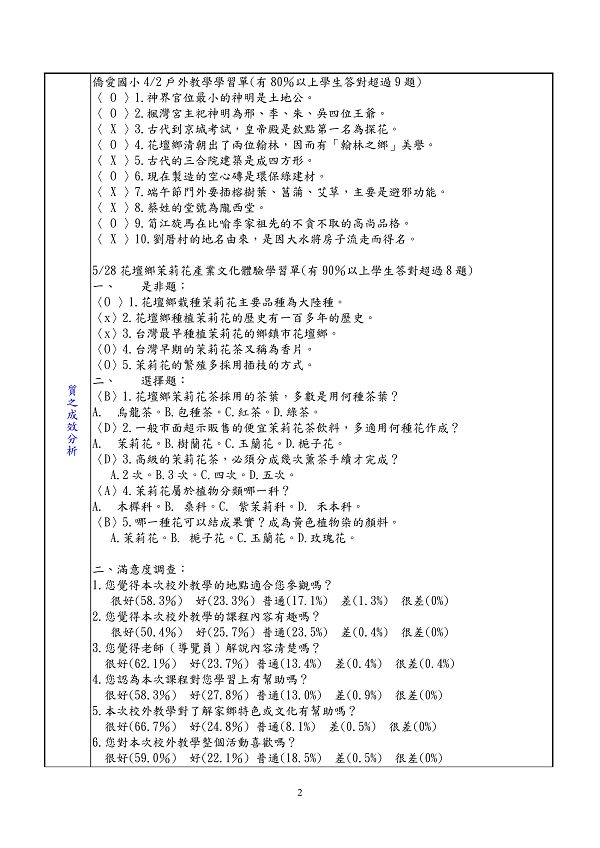 僑愛國小 4/2 戶外教學學習單(有 80%以上學生答對超過 9 題)
〈 O 〉1.神界官位最小的神明是土地公。
〈 O 〉2.楓灣宮主祀神明為邢、李、朱、吳四位王爺。
〈 X 〉3.古代到京城考試，皇帝殿是欽點第一名為探花。
〈 O 〉4.花壇鄉清朝出了兩位翰林，因而有「翰林之鄉」美譽。
〈 X 〉5.古代的三合院建築是成四方形。
〈 O 〉6.現在製造的空心磚是環保綠建材。
〈 X 〉7.端午節門外要插榕樹葉、菖蒲、艾草，主要是避邪功能。
〈 X 〉8.蔡姓的堂號為隴西堂。
〈 O 〉9.筒江旋馬在比喻李家祖先的不貪不取的高尚品格。
〈 X 〉10.劉厝村的地名由來，是因大水將房子流走而得名。
5/28 花壇鄉茉莉花產業文化體驗學習單(有 90%以上學生答對超過 8 題)
一、 是非題：
〈O 〉1.花壇鄉栽種茉莉花主要品種為大陸種。
〈x〉2.花壇鄉種植茉莉花的歷史有一百多年的歷史。
〈x〉3.台灣最早種植茉莉花的鄉鎮市花壇鄉。
〈O〉4.台灣早期的茉莉花茶又稱為香片。
〈O〉5.茉莉花的繁殖多採用插枝的方式。
二、 選擇題：
〈B〉1.花壇鄉茉莉花茶採用的茶葉，多數是用何種茶葉？
A. 烏龍茶。B.包種茶。C.紅茶。D.綠茶。
〈D〉2.一般市面超示販售的便宜茉莉花茶飲料，多適用何種花作成？
A. 茉莉花。B.樹蘭花。C.玉蘭花。D.梔子花。
〈D〉3.高級的茉莉花茶，必須分成幾次薰茶手續才完成？
A.2 次。B.3 次。C.四次。D.五次。
〈A〉4.茉莉花屬於植物分類哪一科？
A. 木樨科。B. 桑科。C. 紫茉莉科。D. 禾本科。
〈B〉5.哪一種花可以結成果實？成為黃色植物染的顏料。
A.茉莉花。B. 梔子花。C.玉蘭花。D.玫瑰花。
二、滿意度調查：
1.您覺得本次校外教學的地點適合您參觀嗎？
很好(58.3%) 好(23.3%) 普通(17.1%) 差(1.3%) 很差(0%)
2.您覺得本次校外教學的課程內容有趣嗎？
很好(50.4%) 好(25.7%) 普通(23.5%) 差(0.4%) 很差(0%)
3.您覺得老師（導覽員）解說內容清楚嗎？
很好(62.1%) 好(23.7%) 普通(13.4%) 差(0.4%) 很差(0.4%)
4.您認為本次課程對您學習上有幫助嗎？
很好(58.3%) 好(27.8%) 普通(13.0%) 差(0.9%) 很差(0%)
5.本次校外教學對了解家鄉特色或文化有幫助嗎？
很好(66.7%) 好(24.8%) 普通(8.1%) 差(0.5%) 很差(0%)
6.您對本次校外教學整個活動喜歡嗎？
很好(59.0%) 好(22.1%) 普通(18.5%) 差(0.5%) 很差(0%)
質之成效分析
2